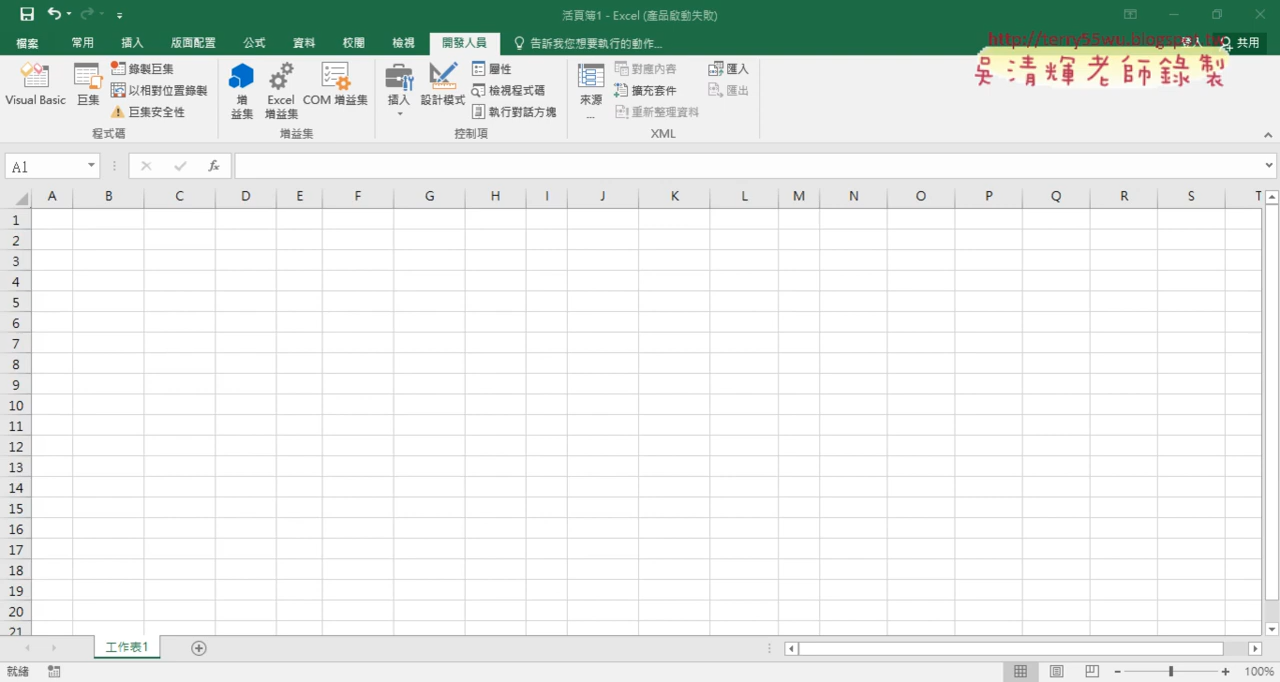 活頁簿1 - Excel (產品啟動失敗)
檔案 常用 插入 版面配置 公式 資料 校閱 檢視 開發人員 告訴我您想要執行的動作... 登入 共用
http://terry55wu.blogspot.tw
吳清輝老師錄製
Visual Basic 巨集 錄製巨集 以相對位置錄製 巨集安全性
增益集 Excel 增益集 COM 增益集
插入 設計模式 屬性 檢視程式碼 執行對話方塊
來源... 對應內容 擴充套件 重新整理資料 匯入 匯出
程式碼 增益集 控制項 XML
A1 fx
A B C D E F G H I J K L M N O P Q R S T
1
2
3
4
5
6
7
8
9
10
11
12
13
14
15
16
17
18
19
20
21
工作表1
就緒 100%